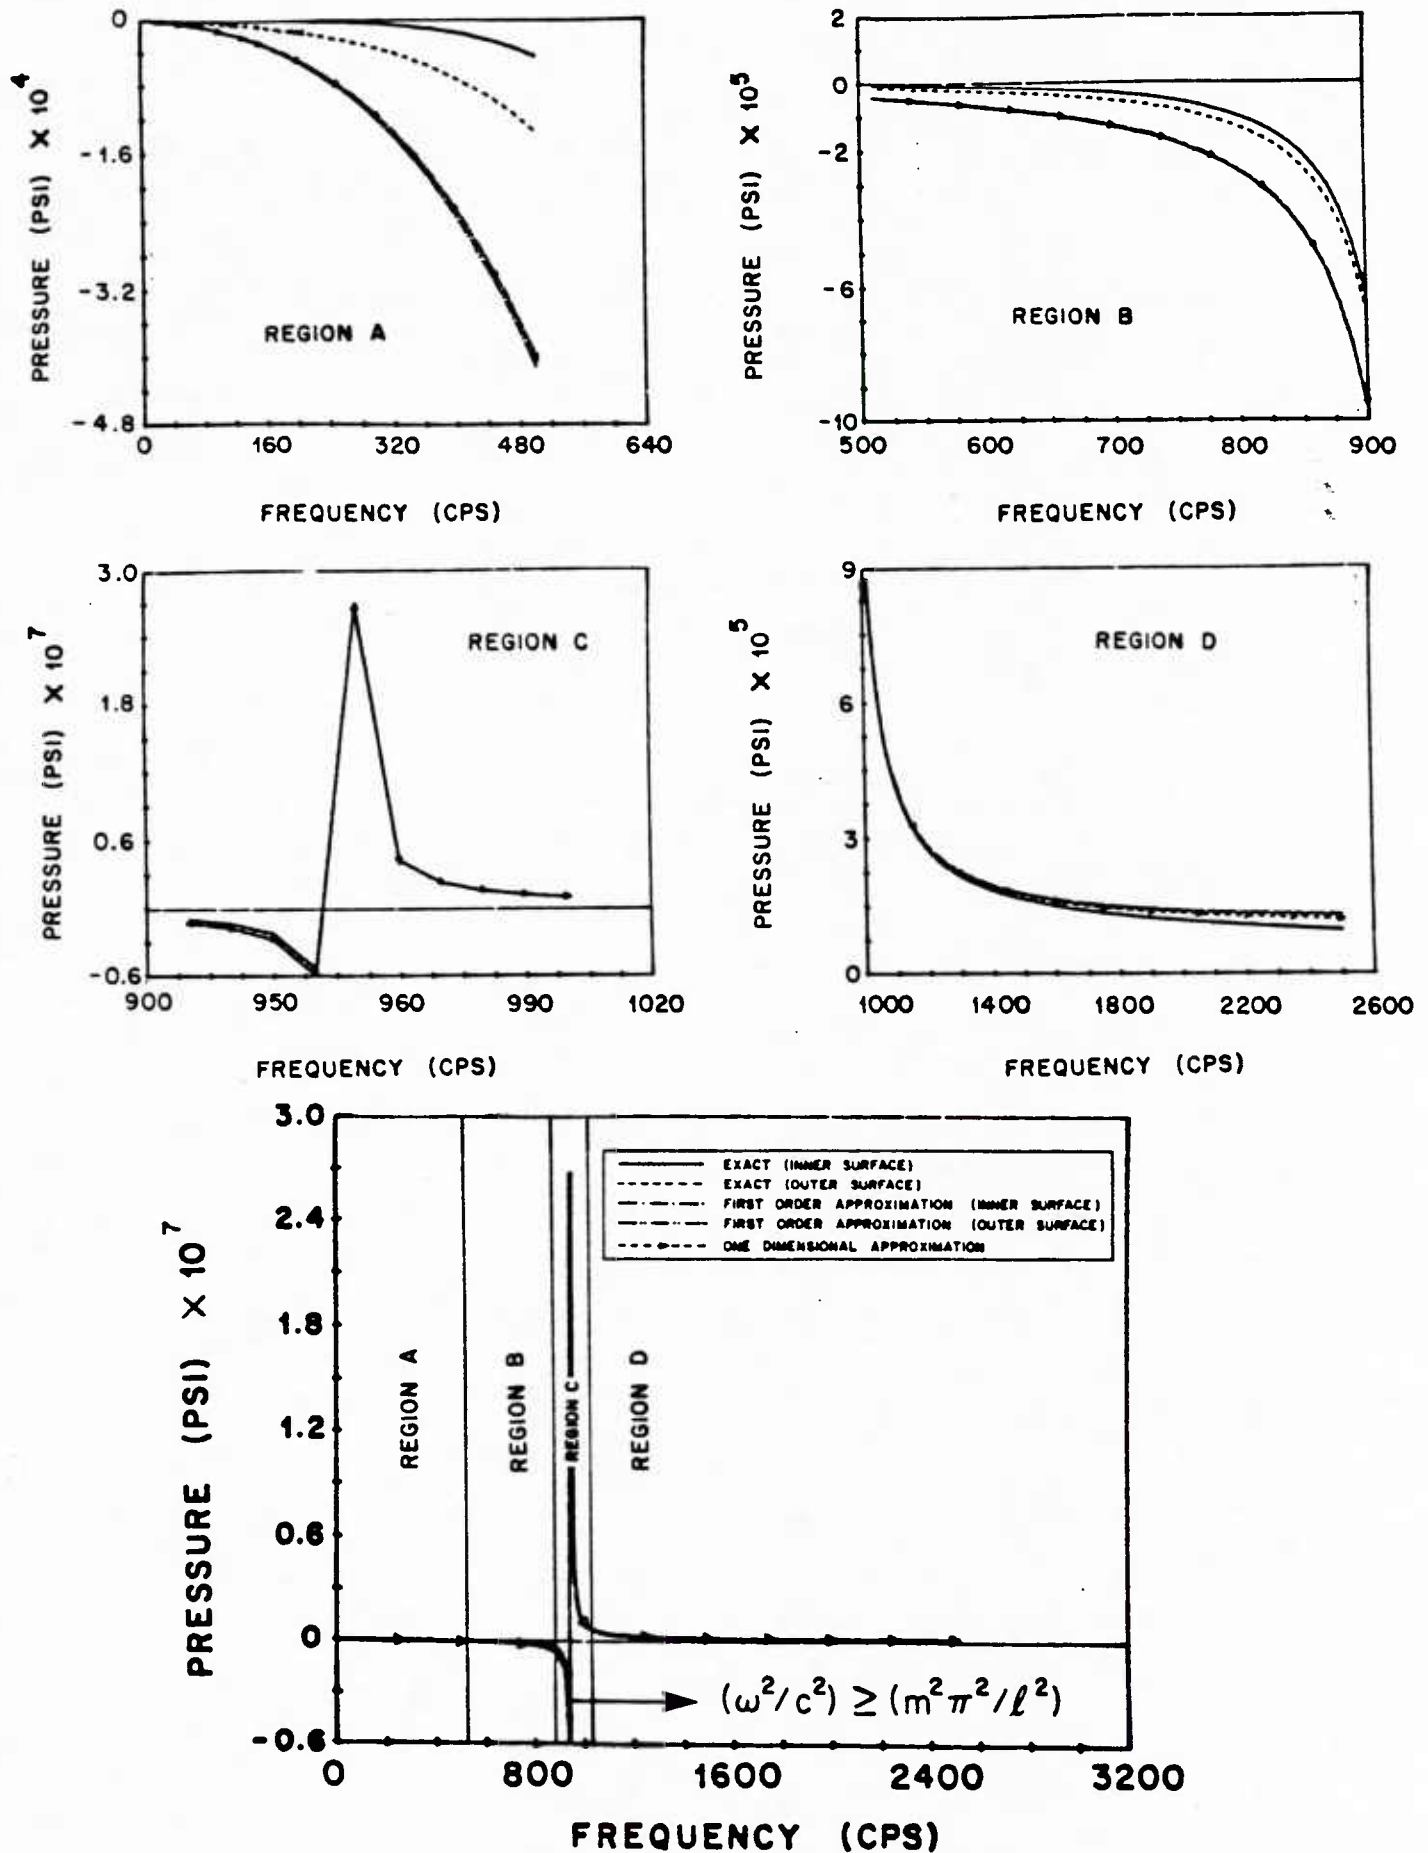 PRESSURE (PSI) X 10^4
0
-1.6
-3.2
-4.8
REGION A
0 160 320 480 640
FREQUENCY (CPS)
PRESSURE (PSI) X 10^5
2
0
-2
-6
-10
REGION B
500 600 700 800 900
FREQUENCY (CPS)
PRESSURE (PSI) X 10^7
3.0
1.8
0.6
-0.6
REGION C
900 950 960 990 1020
FREQUENCY (CPS)
PRESSURE (PSI) X 10^5
9
6
3
0
REGION D
1000 1400 1800 2200 2600
FREQUENCY (CPS)
PRESSURE (PSI) X 10^7
3.0
2.4
1.8
1.2
0.6
0
-0.6
EXACT (INNER SURFACE)
EXACT (OUTER SURFACE)
FIRST ORDER APPROXIMATION (INNER SURFACE)
FIRST ORDER APPROXIMATION (OUTER SURFACE)
ONE DIMENSIONAL APPROXIMATION
REGION A
REGION B
REGION C
REGION D
(ω²/c²) ≥ (m²π²/ℓ²)
0 800 1600 2400 3200
FREQUENCY (CPS)